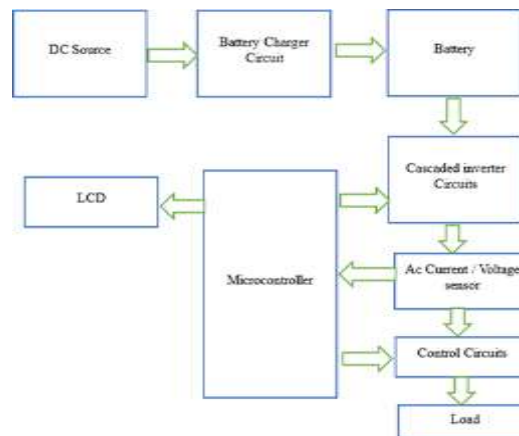 DC Source
Battery Charger
Circuit
Battery
Cascaded inverter
Circuits
LCD
Microcontroller
Ac Current / Voltage
sensor
Control Circuits
Load